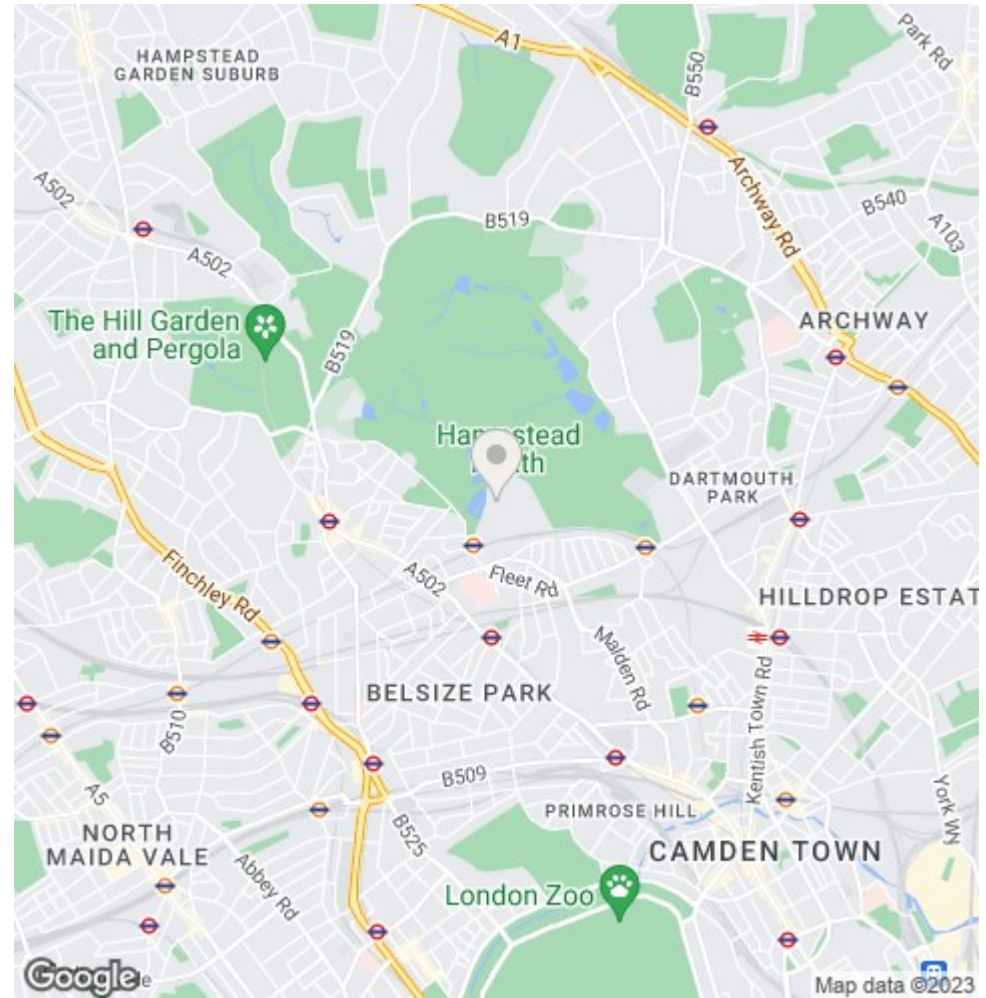 A1
HAMPSTEAD
GARDEN SUBURB
Park Rd
B550
A502
Archway Rd
B540
A103
B519
A502
The Hill Garden
and Pergola
B519
ARCHWAY
Hampstead
DARTMOUTH
PARK
A502
Fleet Rd
Finchley Rd
HILLDROP ESTAT
Malden Rd
BELSIZE PARK
B510
Kentish Town Rd
B509
A5
PRIMROSE HILL
York Wy
NORTH
MAIDA VALE
B525
Abbey Rd
CAMDEN TOWN
London Zoo
Google
Map data ©2023